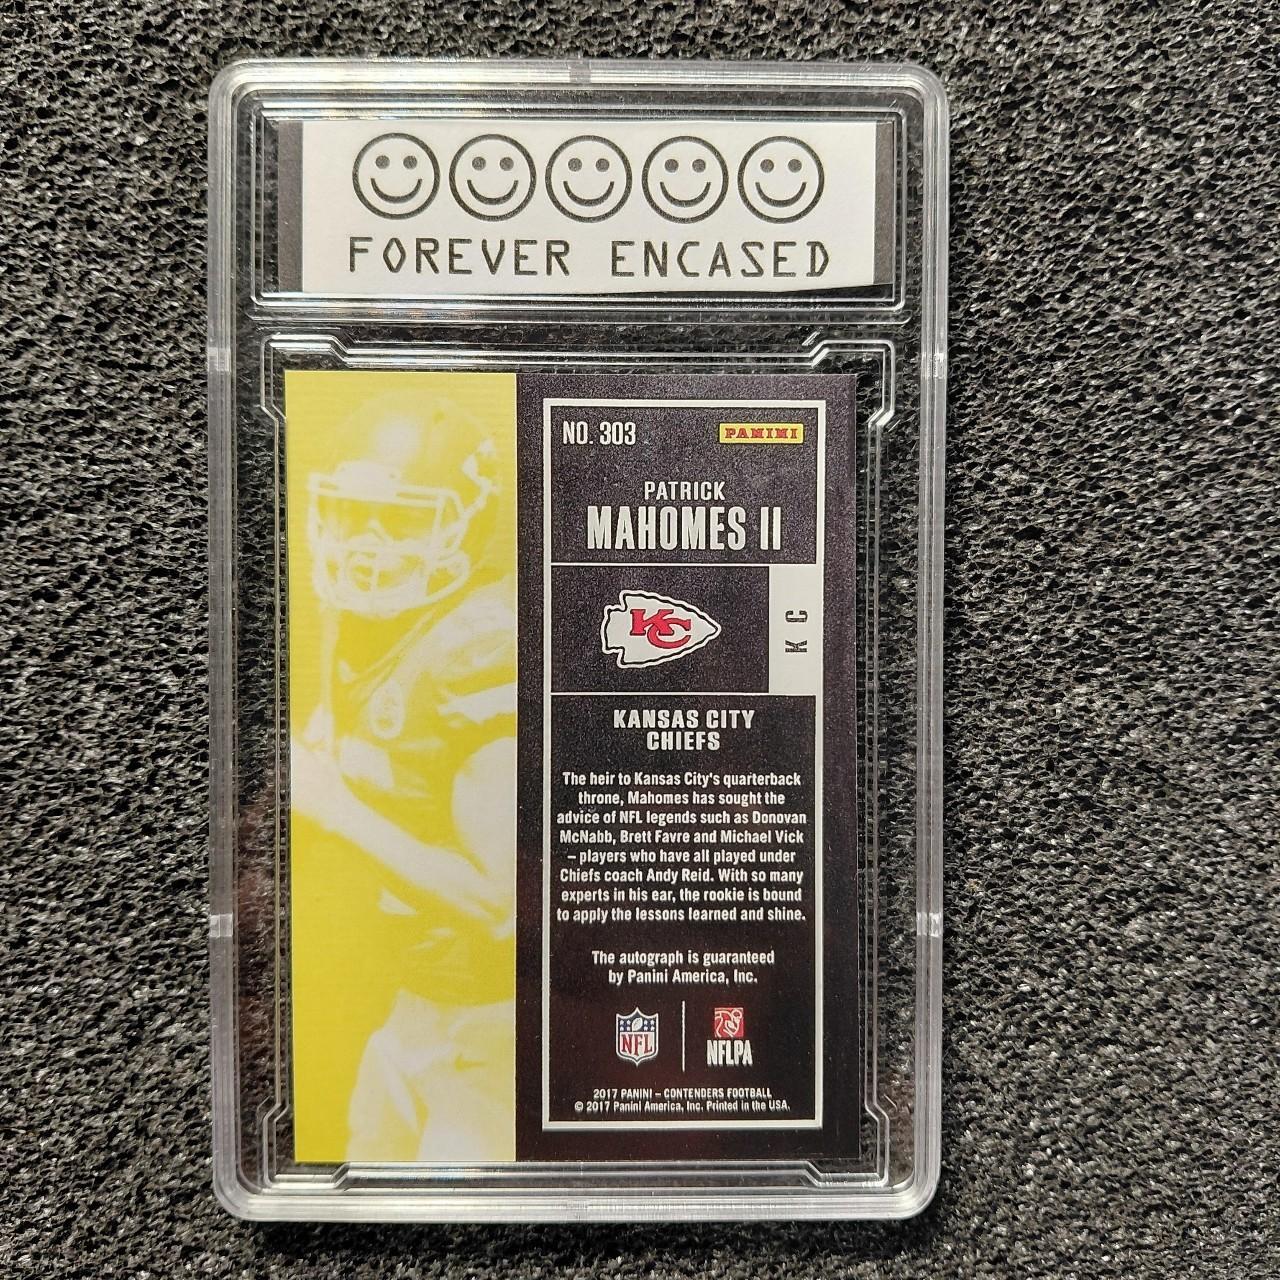 FOREVER ENCASED
NO. 303
PANINI
PATRICK
MAHOMES II
KC
K C
KANSAS CITY
CHIEFS
The heir to Kansas City's quarterback
throne, Mahomes has sought the
advice of NFL legends such as Donovan
McNabb, Brett Favre and Michael Vick
– players who have all played under
Chiefs coach Andy Reid. With so many
experts in his ear, the rookie is bound
to apply the lessons learned and shine.
The autograph is guaranteed
by Panini America, Inc.
NFL
NFLPA
2017 PANINI – CONTENDERS FOOTBALL
© 2017 Panini America, Inc. Printed in the USA.